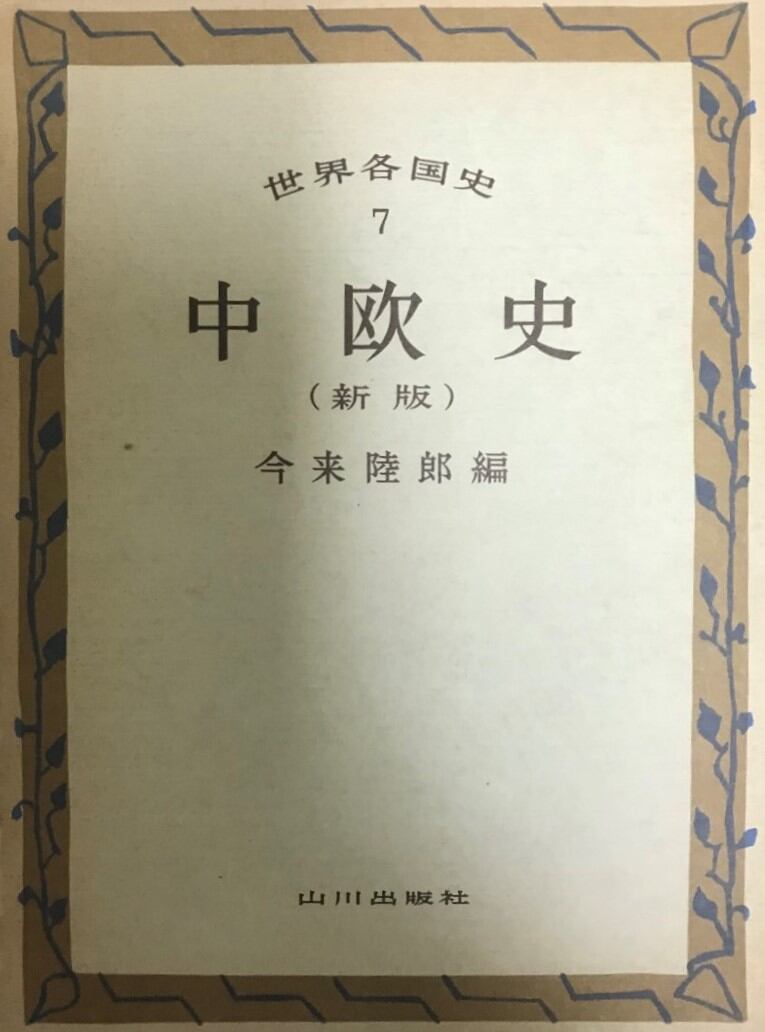 世界各国史
7
中欧史
（新版）
今来陸郎編
山川出版社